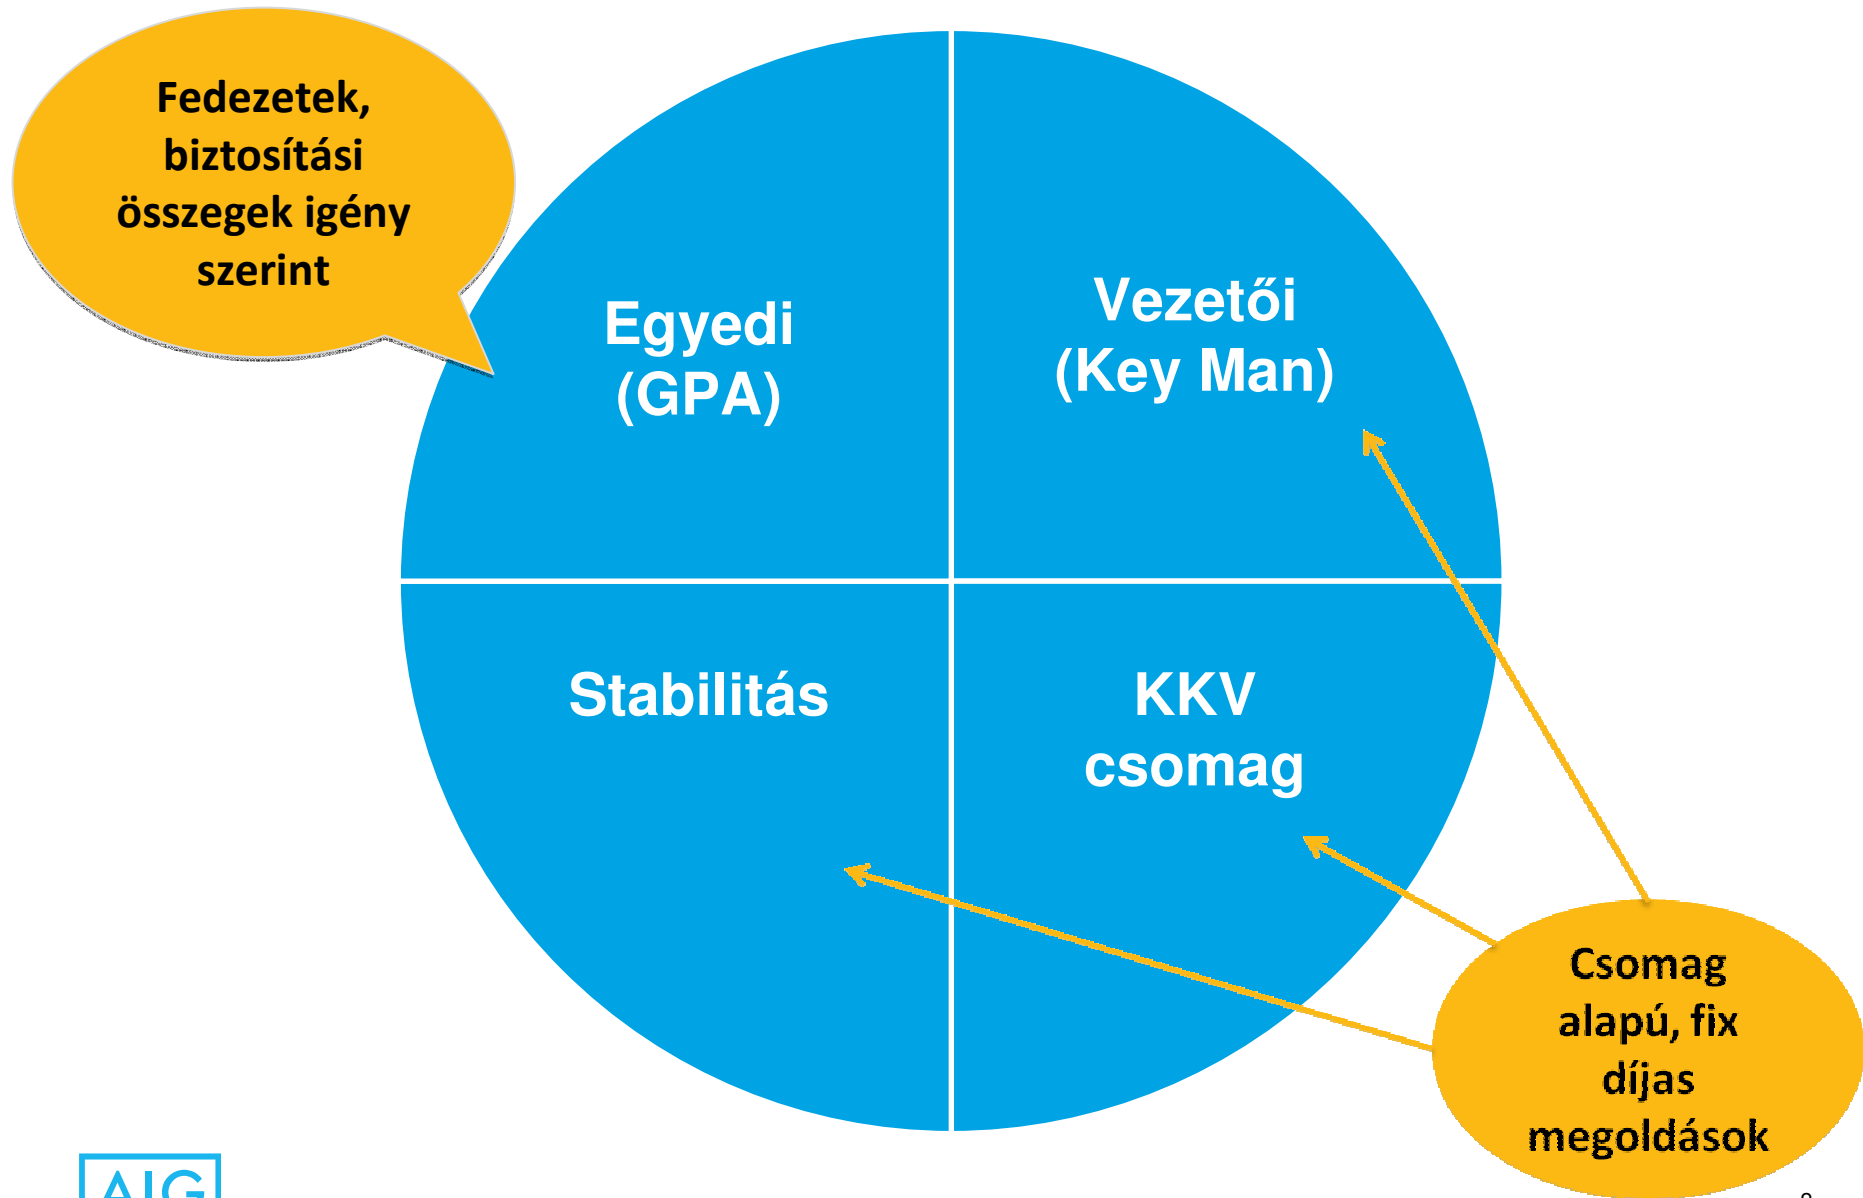 Fedezetek,
biztosítási
összegek igény
szerint
Egyedi
(GPA)
Vezetői
(Key Man)
Stabilitás
KKV
csomag
Csomag
alapú, fix
díjas
megoldások
AIG